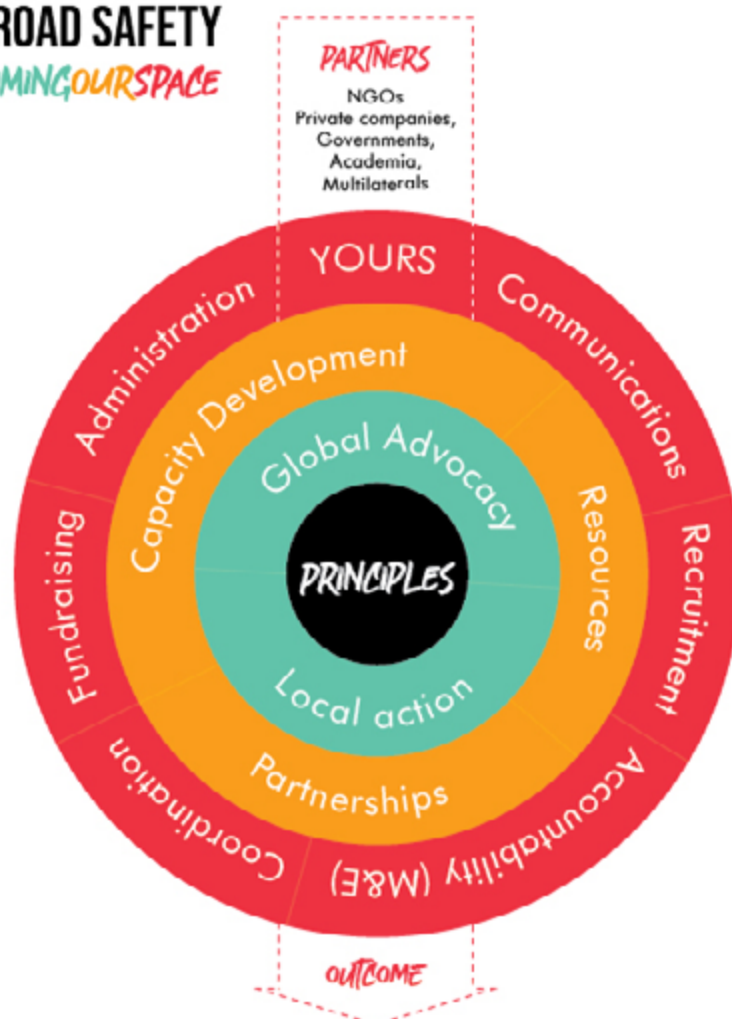 ROAD SAFETY
MINGOURSPACE
PARTNERS
NGOs
Private companies,
Governments,
Academia,
Multilaterals
YOURS
Administration
Communications
Fundraising
Recruitment
Coordination
Accountability (M&E)
Capacity Development
Resources
Partnerships
Global Advocacy
Local action
PRINCIPLES
OUTCOME